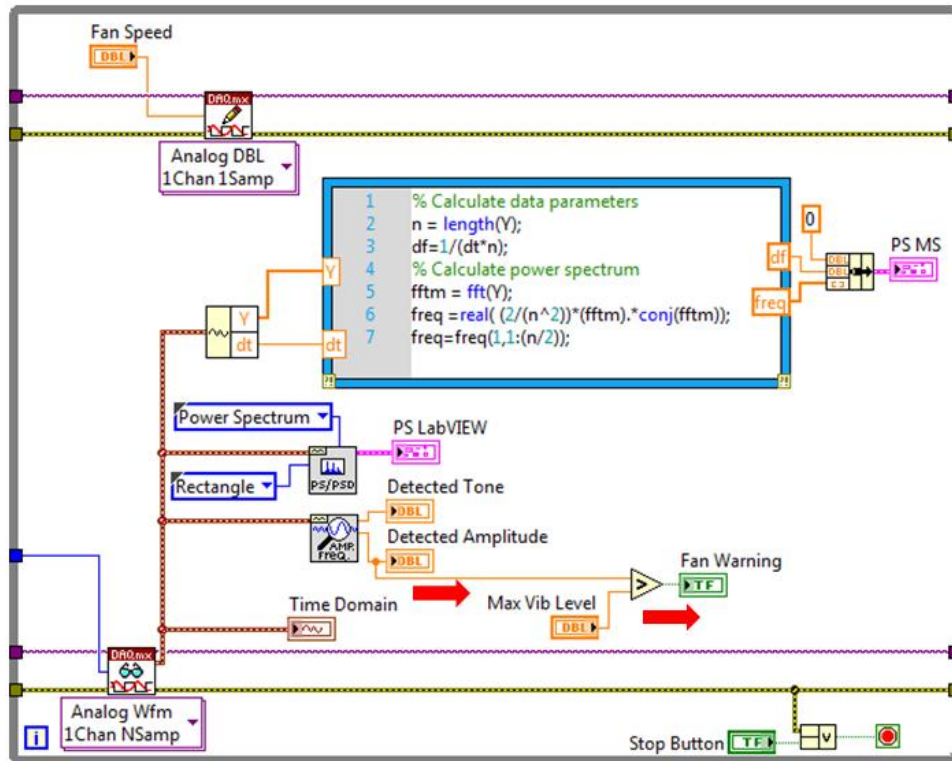 Fan Speed
DBL
DAQmx
Analog DBL
1Chan 1Samp
1 % Calculate data parameters
2 n = length(Y);
3 df=1/(dt*n);
4 % Calculate power spectrum
5 fftm = fft(Y);
6 freq =real( (2/(n^2))*(fftm).*conj(fftm));
7 freq=freq(1,1:(n/2));
Y
dt
Y
dt
df
freq
0
DBL
DBL
PS MS
Power Spectrum
PS LabVIEW
Rectangle
PS/PSD
Detected Tone
DBL
AMP
Freq.
Detected Amplitude
DBL
Fan Warning
>
TF
Max Vib Level
DBL
Time Domain
DAQmx
Analog Wfm
1Chan NSamp
i
Stop Button
TF
V